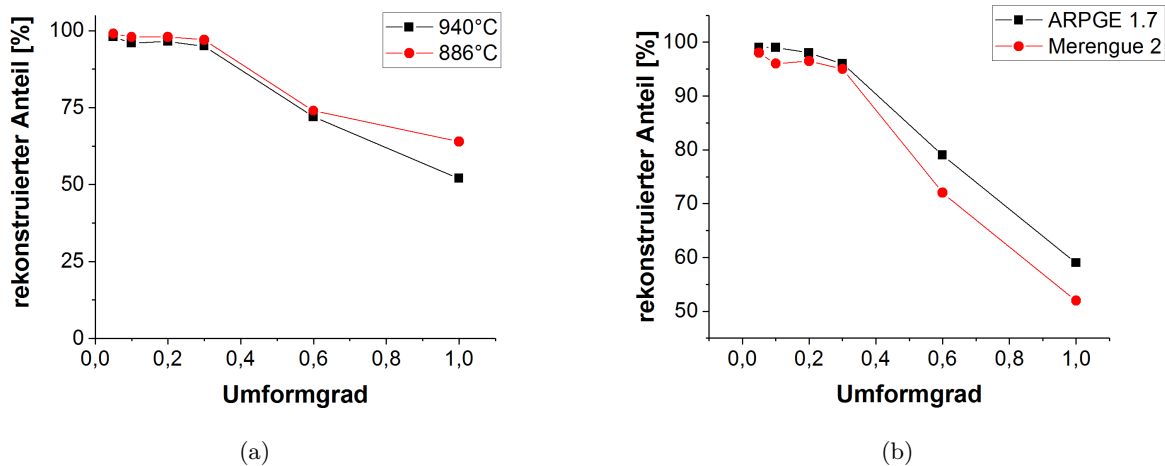 100
75
50
25
0
rekonstruierter Anteil [%]
940°C
886°C
0,0 0,2 0,4 0,6 0,8 1,0
Umformgrad
(a)
100
90
80
70
60
50
rekonstruierter Anteil [%]
ARPGE 1.7
Merengue 2
0,0 0,2 0,4 0,6 0,8 1,0
Umformgrad
(b)